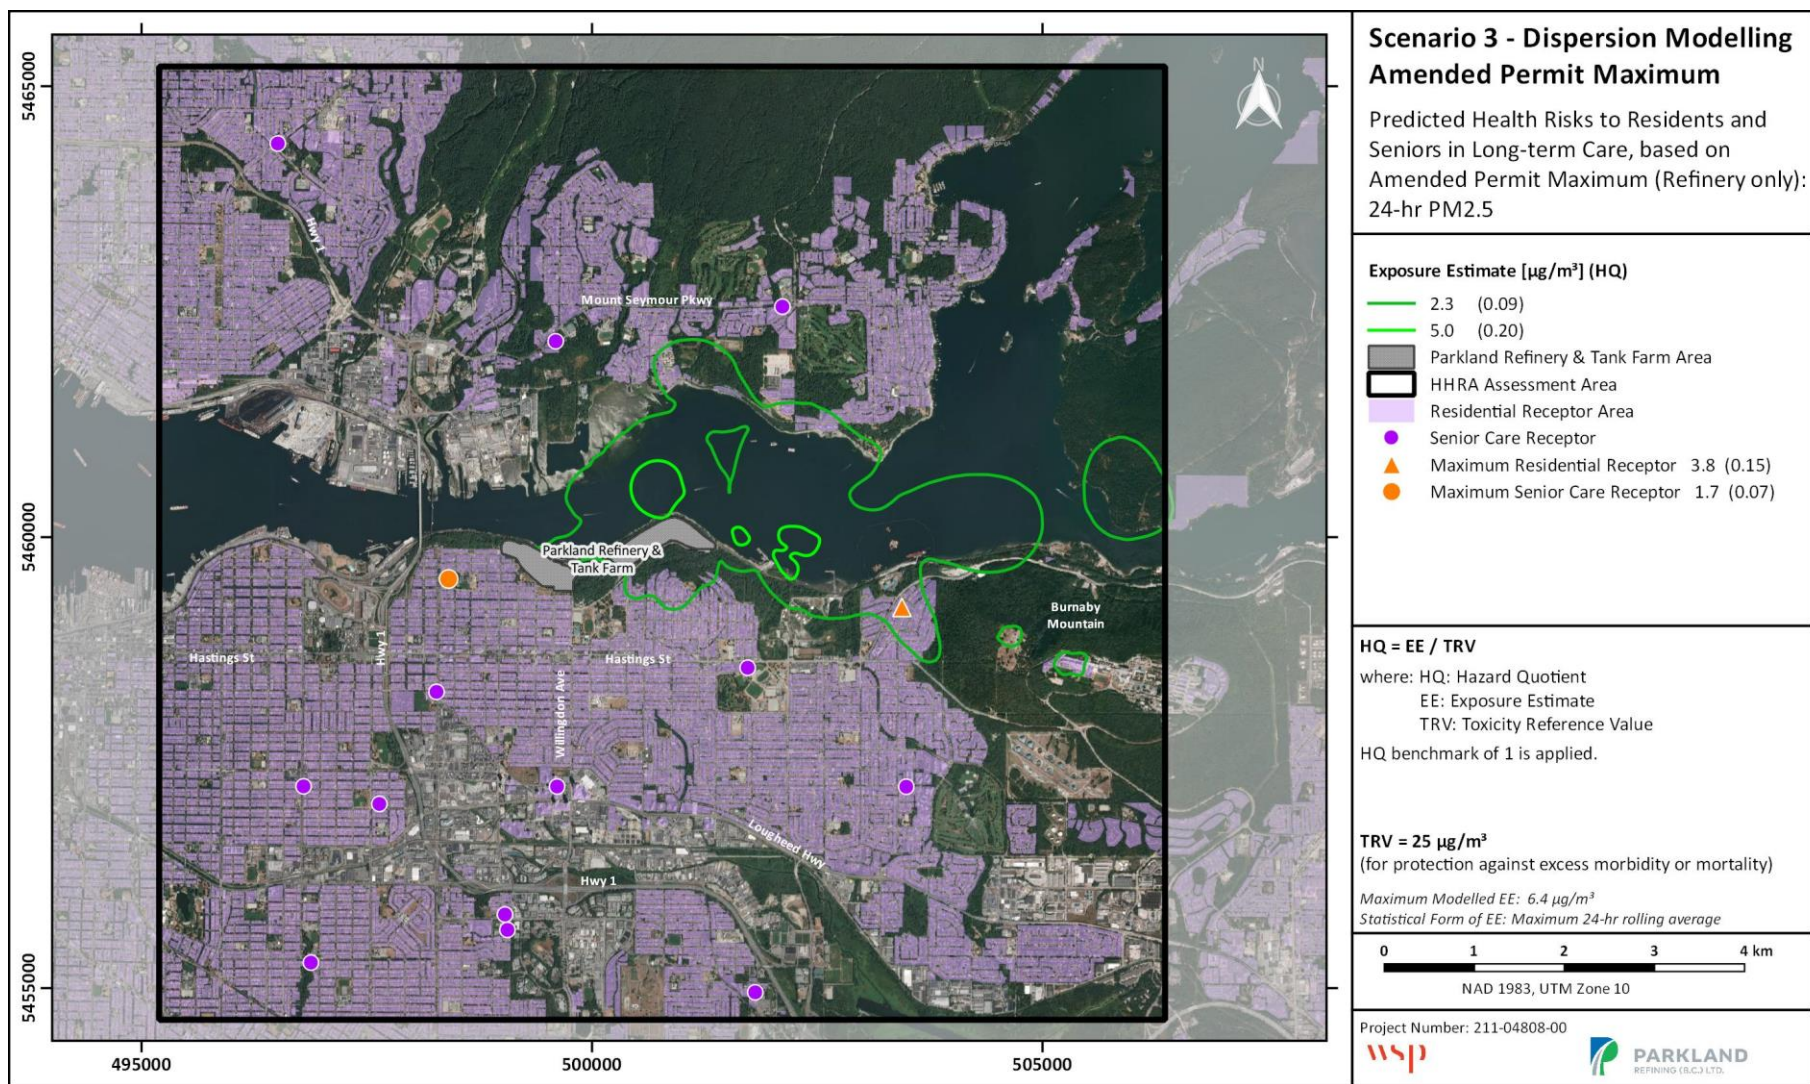 Scenario 3 - Dispersion Modelling
Amended Permit Maximum
Predicted Health Risks to Residents and
Seniors in Long-term Care, based on
Amended Permit Maximum (Refinery only):
24-hr PM2.5
Exposure Estimate [µg/m³] (HQ)
2.3 (0.09)
5.0 (0.20)
Parkland Refinery & Tank Farm Area
HHRA Assessment Area
Residential Receptor Area
Senior Care Receptor
Maximum Residential Receptor 3.8 (0.15)
Maximum Senior Care Receptor 1.7 (0.07)
HQ = EE / TRV
where: HQ: Hazard Quotient
EE: Exposure Estimate
TRV: Toxicity Reference Value
HQ benchmark of 1 is applied.
TRV = 25 µg/m³
(for protection against excess morbidity or mortality)
Maximum Modelled EE: 6.4 µg/m³
Statistical Form of EE: Maximum 24-hr rolling average
0 1 2 3 4 km
NAD 1983, UTM Zone 10
Project Number: 211-04808-00
wsp
PARKLAND
REFINING (B.C.) LTD.
N
5465000
5460000
5455000
495000
500000
505000
Hwy 1
Mount Seymour Pkwy
Parkland Refinery &
Tank Farm
Burnaby
Mountain
Hastings St
Hwy 1
Hastings St
Willingdon Ave
Lougheed Hwy
Hwy 1